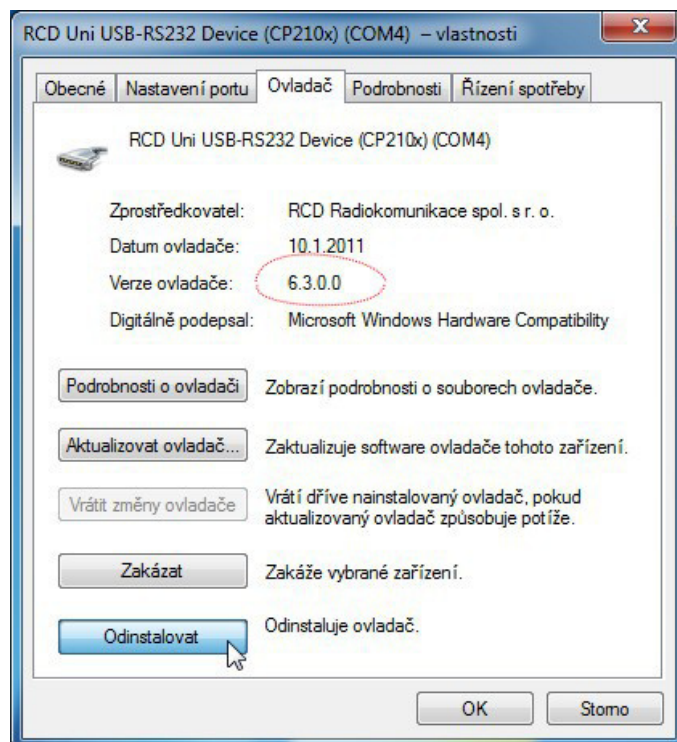 RCD Uni USB-RS232 Device (CP210x) (COM4) – vlastnosti
Obecné Nastavení portu Ovladač Podrobnosti Řízení spotřeby
RCD Uni USB-RS232 Device (CP210x) (COM4)
Zprostředkovatel: RCD Radiokomunikace spol. s r. o.
Datum ovladače: 10.1.2011
Verze ovladače: 6.3.0.0
Digitálně podepsal: Microsoft Windows Hardware Compatibility
Podrobnosti o ovladači Zobrazí podrobnosti o souborech ovladače.
Aktualizovat ovladač... Zaktualizuje software ovladače tohoto zařízení.
Vrátit změny ovladače Vrátí dříve nainstalovaný ovladač, pokud
aktualizovaný ovladač způsobuje potíže.
Zakázat Zakáže vybrané zařízení.
Odinstalovat Odinstaluje ovladač.
OK Storno